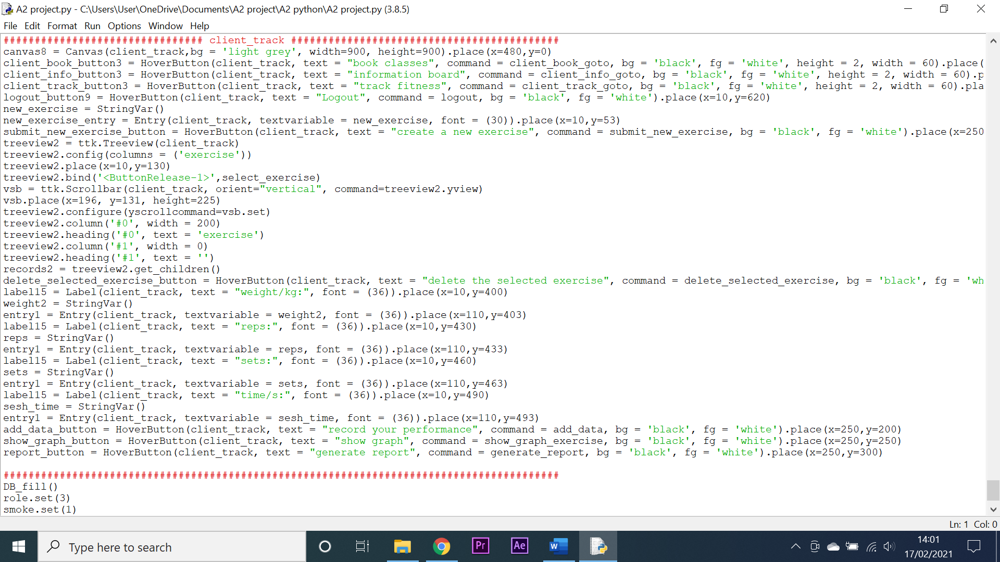 A2 project.py - C:\Users\User\OneDrive\Documents\A2 project\A2 python\A2 project.py (3.8.5)
File Edit Format Run Options Window Help
################################ client_track ###########################################
canvas8 = Canvas(client_track,bg = 'light grey', width=900, height=900).place(x=480,y=0)
client_book_button3 = HoverButton(client_track, text = "book classes", command = client_book_goto, bg = 'black', fg = 'white', height = 2, width = 60).place(
client_info_button3 = HoverButton(client_track, text = "information board", command = client_info_goto, bg = 'black', fg = 'white', height = 2, width = 60).p
client_track_button3 = HoverButton(client_track, text = "track fitness", command = client_track_goto, bg = 'black', fg = 'white', height = 2, width = 60).pla
logout_button9 = HoverButton(client_track, text = "Logout", command = logout, bg = 'black', fg = 'white').place(x=10,y=620)
new_exercise = StringVar()
new_exercise_entry = Entry(client_track, textvariable = new_exercise, font = (30)).place(x=10,y=53)
submit_new_exercise_button = HoverButton(client_track, text = "create a new exercise", command = submit_new_exercise, bg = 'black', fg = 'white').place(x=250
treeview2 = ttk.Treeview(client_track)
treeview2.config(columns = ('exercise'))
treeview2.place(x=10,y=130)
treeview2.bind('<ButtonRelease-1>',select_exercise)
vsb = ttk.Scrollbar(client_track, orient="vertical", command=treeview2.yview)
vsb.place(x=196, y=131, height=225)
treeview2.configure(yscrollcommand=vsb.set)
treeview2.column('#0', width = 200)
treeview2.heading('#0', text = 'exercise')
treeview2.column('#1', width = 0)
treeview2.heading('#1', text = '')
records2 = treeview2.get_children()
delete_selected_exercise_button = HoverButton(client_track, text = "delete the selected exercise", command = delete_selected_exercise, bg = 'black', fg = 'wh
label15 = Label(client_track, text = "weight/kg:", font = (36)).place(x=10,y=400)
weight2 = StringVar()
entry1 = Entry(client_track, textvariable = weight2, font = (36)).place(x=110,y=403)
label15 = Label(client_track, text = "reps:", font = (36)).place(x=10,y=430)
reps = StringVar()
entry1 = Entry(client_track, textvariable = reps, font = (36)).place(x=110,y=433)
label15 = Label(client_track, text = "sets:", font = (36)).place(x=10,y=460)
sets = StringVar()
entry1 = Entry(client_track, textvariable = sets, font = (36)).place(x=110,y=463)
label15 = Label(client_track, text = "time/s:", font = (36)).place(x=10,y=490)
sesh_time = StringVar()
entry1 = Entry(client_track, textvariable = sesh_time, font = (36)).place(x=110,y=493)
add_data_button = HoverButton(client_track, text = "record your performance", command = add_data, bg = 'black', fg = 'white').place(x=250,y=200)
show_graph_button = HoverButton(client_track, text = "show graph", command = show_graph_exercise, bg = 'black', fg = 'white').place(x=250,y=250)
report_button = HoverButton(client_track, text = "generate report", command = generate_report, bg = 'black', fg = 'white').place(x=250,y=300)
#########################################################################################
DB_fill()
role.set(3)
smoke.set(1)
Ln: 1 Col: 0
Type here to search
Pr
Ae
W
14:01
17/02/2021